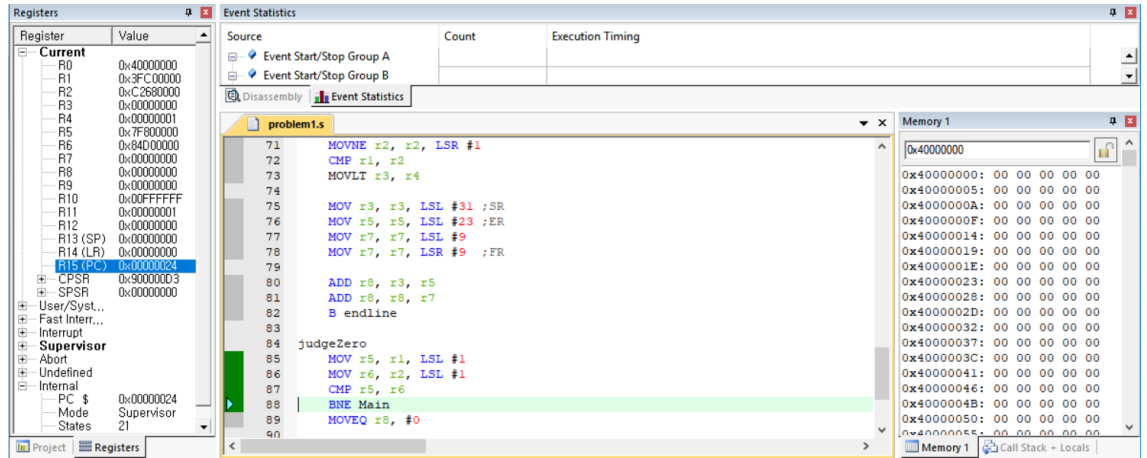 Registers
Register Value
Current
R0 0x40000000
R1 0x3FC00000
R2 0xC2680000
R3 0x00000000
R4 0x00000001
R5 0x7F800000
R6 0x84D00000
R7 0x00000000
R8 0x00000000
R9 0x00000000
R10 0x00FFFFFF
R11 0x00000001
R12 0x00000000
R13 (SP) 0x00000000
R14 (LR) 0x00000000
R15 (PC) 0x00000024
CPSR 0x900000D3
SPSR 0x00000000
User/Syst,,,
Fast Interr,,,
Interrupt
Supervisor
Abort
Undefined
Internal
PC $ 0x00000024
Mode Supervisor
States 21
Project Registers
Event Statistics
Source Count Execution Timing
Event Start/Stop Group A
Event Start/Stop Group B
Disassembly Event Statistics
problem1.s
71 MOVNE r2, r2, LSR #1
72 CMP r1, r2
73 MOVLT r3, r4
74
75 MOV r3, r3, LSL #31 ;SR
76 MOV r5, r5, LSL #23 ;ER
77 MOV r7, r7, LSL #9
78 MOV r7, r7, LSR #9 ;FR
79
80 ADD r8, r3, r5
81 ADD r8, r8, r7
82 B endline
83
84 judgeZero
85 MOV r5, r1, LSL #1
86 MOV r6, r2, LSL #1
87 CMP r5, r6
88 BNE Main
89 MOVEQ r8, #0
90
Memory 1
0x40000000
0x40000000: 00 00 00 00 00
0x40000005: 00 00 00 00 00
0x4000000A: 00 00 00 00 00
0x4000000F: 00 00 00 00 00
0x40000014: 00 00 00 00 00
0x40000019: 00 00 00 00 00
0x4000001E: 00 00 00 00 00
0x40000023: 00 00 00 00 00
0x40000028: 00 00 00 00 00
0x4000002D: 00 00 00 00 00
0x40000032: 00 00 00 00 00
0x40000037: 00 00 00 00 00
0x4000003C: 00 00 00 00 00
0x40000041: 00 00 00 00 00
0x40000046: 00 00 00 00 00
0x4000004B: 00 00 00 00 00
0x40000050: 00 00 00 00 00
0x40000055: 00 00 00 00 00
Memory 1 Call Stack + Locals